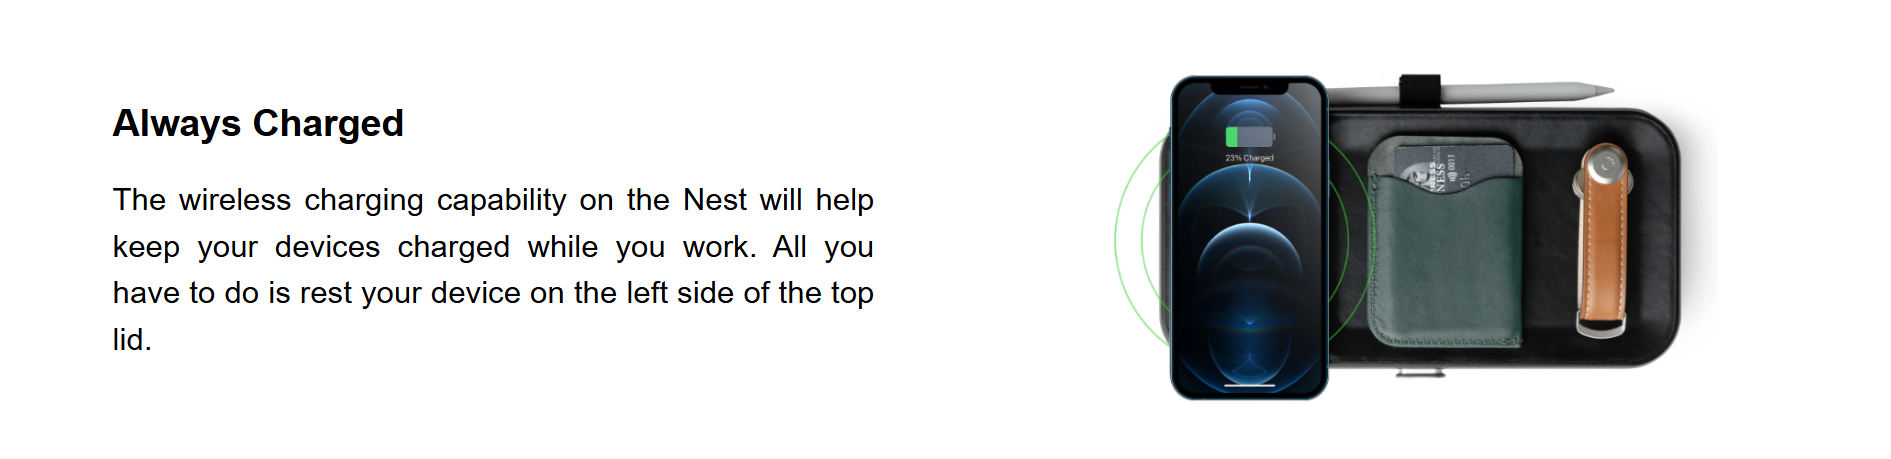 Always Charged
The wireless charging capability on the Nest will help
keep your devices charged while you work. All you
have to do is rest your device on the left side of the top
lid.
23% Charged